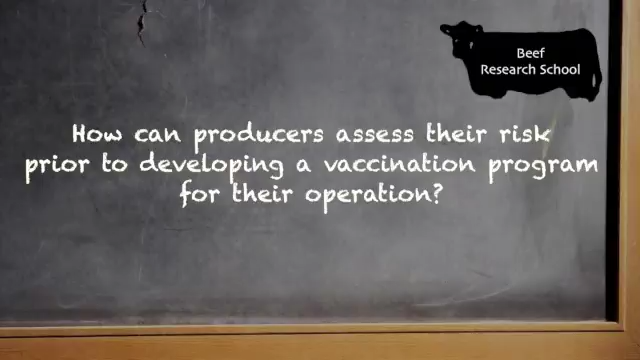 Beef
Research School
How can producers assess their risk
prior to developing a vaccination program
for their operation?